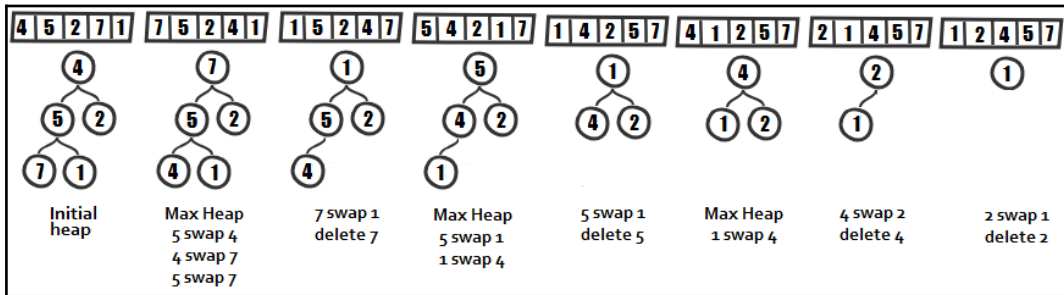 4 5 2 7 1
7 5 2 4 1
1 5 2 4 7
5 4 2 1 7
1 4 2 5 7
4 1 2 5 7
2 1 4 5 7
1 2 4 5 7
4
5 2
7 1
Initial
heap
7
5 2
4 1
Max Heap
5 swap 4
4 swap 7
5 swap 7
1
5 2
4
7 swap 1
delete 7
5
4 2
1
Max Heap
5 swap 1
1 swap 4
1
4 2
5 swap 1
delete 5
4
1 2
Max Heap
1 swap 4
2
1
4 swap 2
delete 4
1
2 swap 1
delete 2